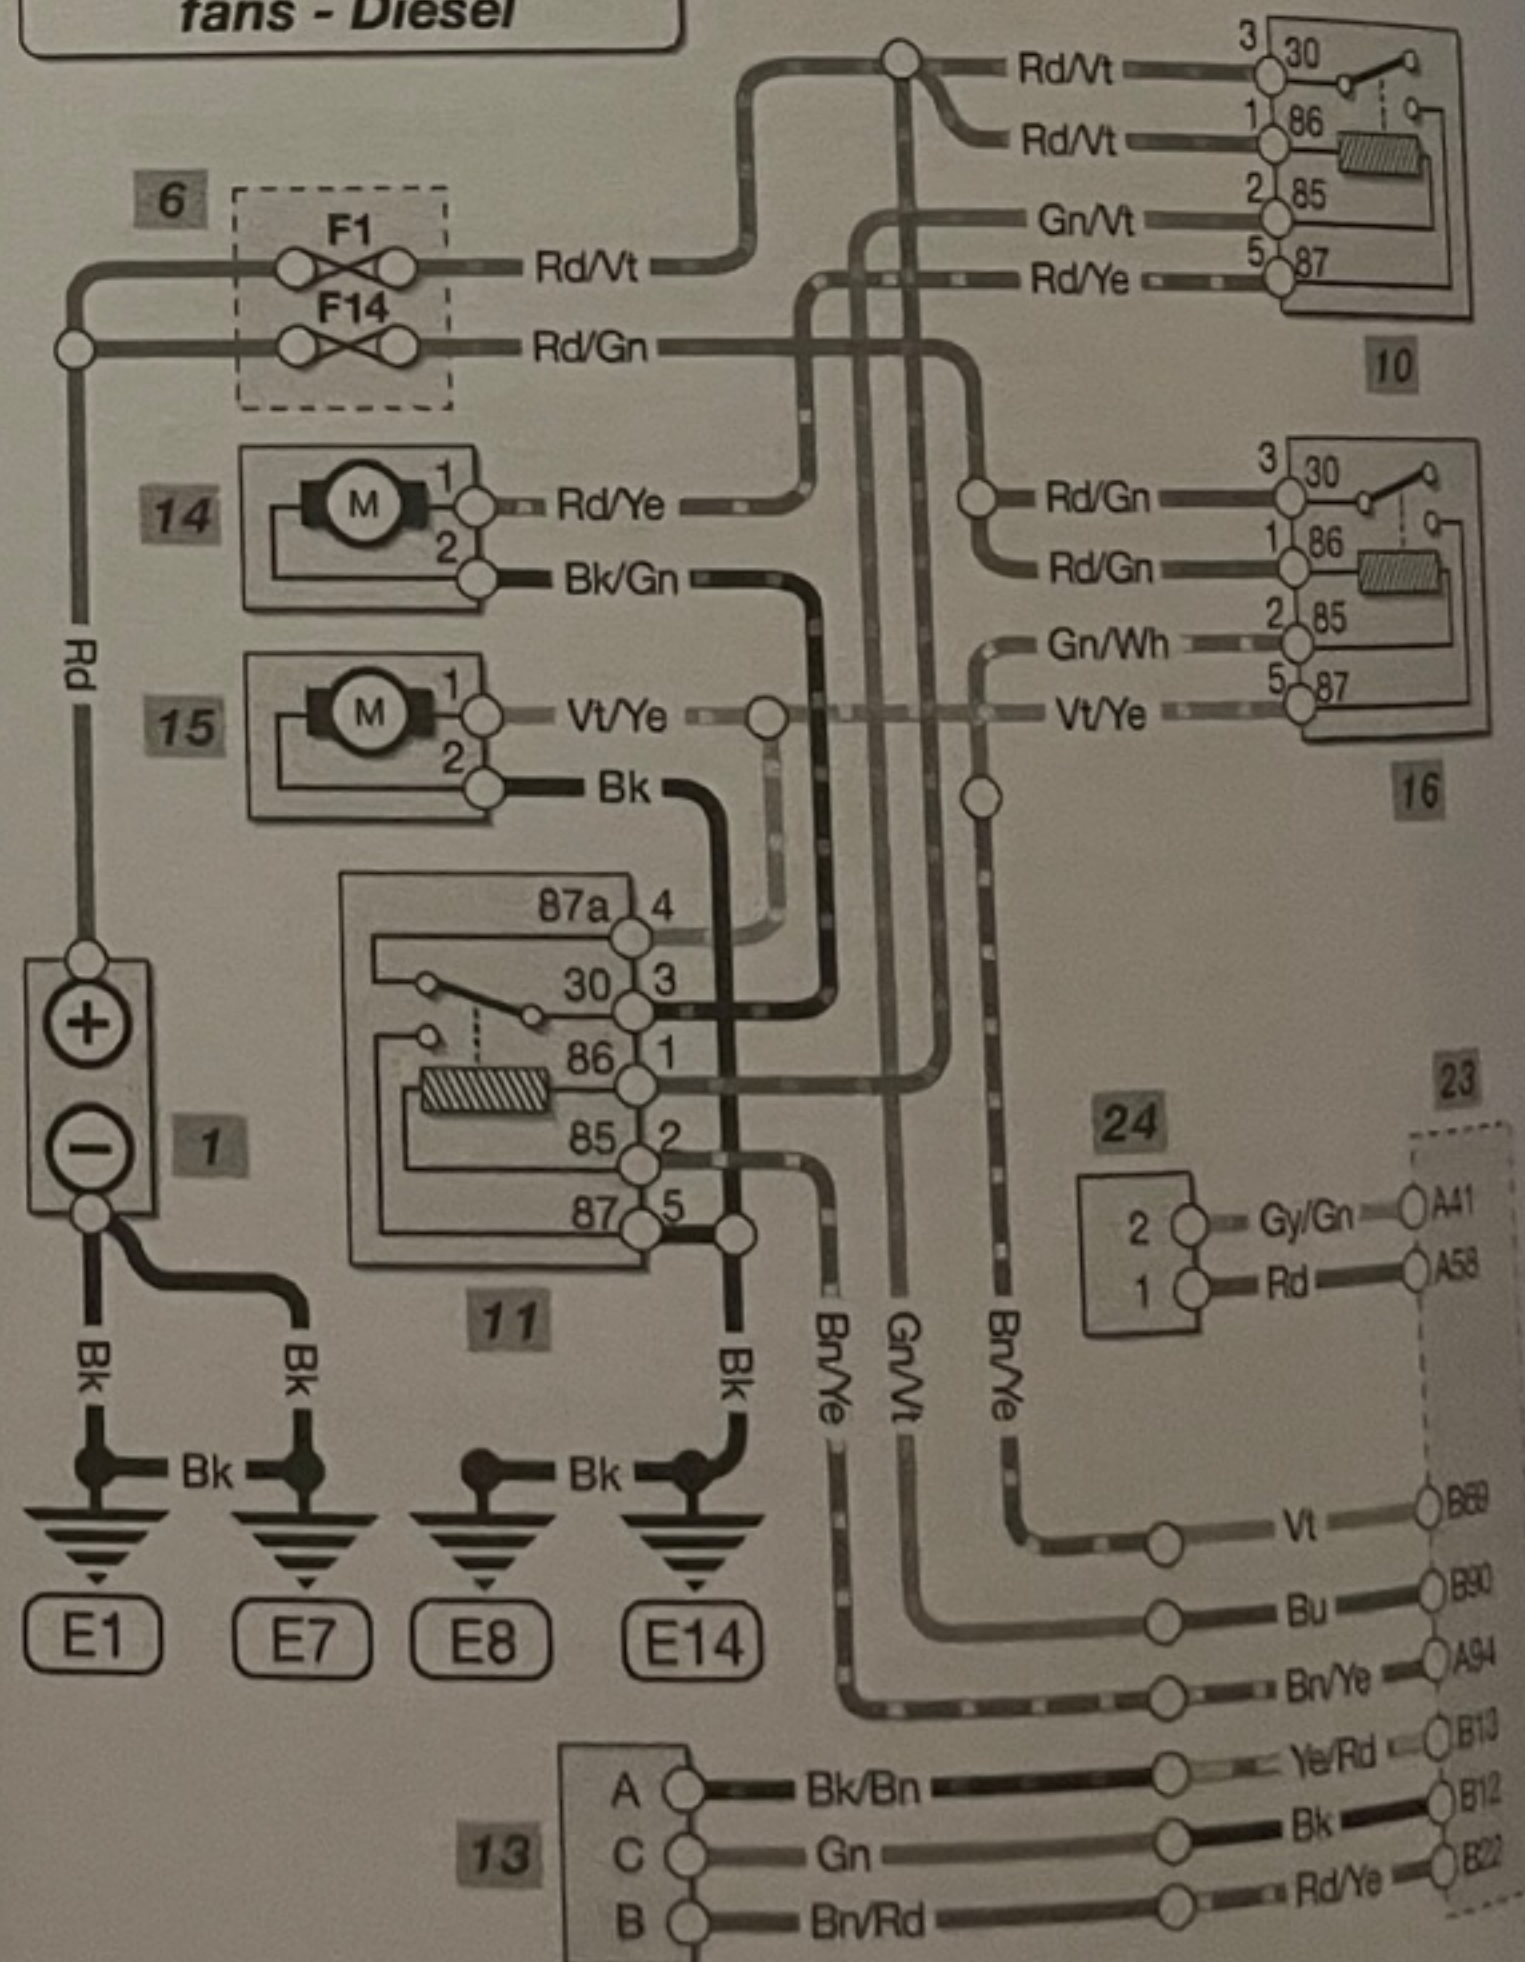 fans - Diesel
3 30
Rd/Vt
1 86
Rd/Vt
2 85
Gn/Vt
5 87
Rd/Ye
10
6
F1
Rd/Vt
F14
Rd/Gn
14
M
1
Rd/Ye
2
Bk/Gn
3 30
Rd/Gn
1 86
Rd/Gn
2 85
Gn/Wh
5 87
Vt/Ye
16
Rd
15
M
1
Vt/Ye
2
Bk
87a 4
30 3
86 1
85 2
87 5
11
+
−
1
24
23
2 Gy/Gn A41
1 Rd A58
Bk
Bk
Bk
Bn/Ye
Gn/Vt
Bn/Ye
Bk
Bk
E1
E7
E8
E14
Vt B69
Bu B90
Bn/Ye A94
13
A Bk/Bn Ye/Rd B13
C Gn Bk B12
B Bn/Rd Rd/Ye B22